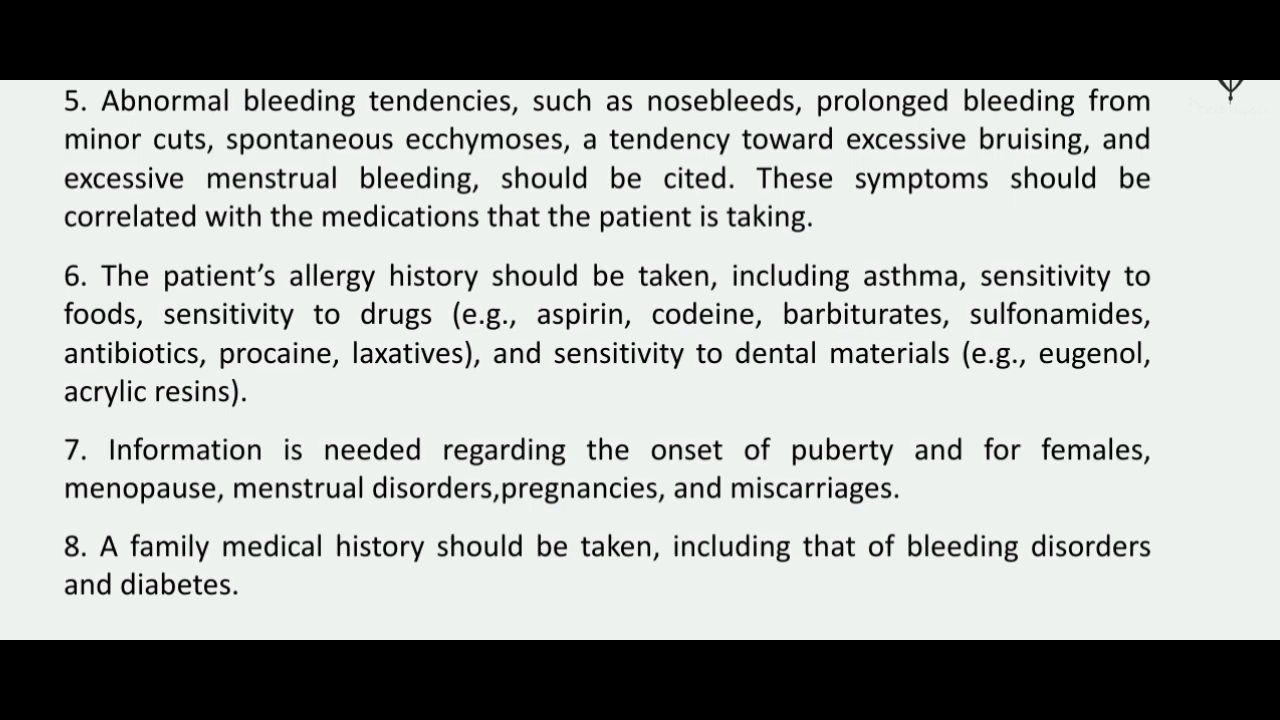 5. Abnormal bleeding tendencies, such as nosebleeds, prolonged bleeding from
minor cuts, spontaneous ecchymoses, a tendency toward excessive bruising, and
excessive menstrual bleeding, should be cited. These symptoms should be
correlated with the medications that the patient is taking.
6. The patient’s allergy history should be taken, including asthma, sensitivity to
foods, sensitivity to drugs (e.g., aspirin, codeine, barbiturates, sulfonamides,
antibiotics, procaine, laxatives), and sensitivity to dental materials (e.g., eugenol,
acrylic resins).
7. Information is needed regarding the onset of puberty and for females,
menopause, menstrual disorders,pregnancies, and miscarriages.
8. A family medical history should be taken, including that of bleeding disorders
and diabetes.